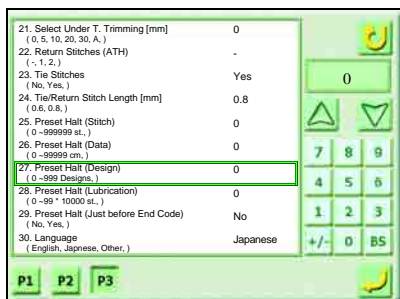 21. Select Under T. Trimming [mm] 0
( 0, 5, 10, 20, 30, A, )
22. Return Stitches (ATH) -
( -, 1, 2, )
23. Tie Stitches Yes
( No, Yes, )
24. Tie/Return Stitch Length [mm] 0.8
( 0.6, 0.8, )
25. Preset Halt (Stitch) 0
( 0 ~999999 st., )
26. Preset Halt (Data) 0
( 0 ~99999 cm, )
27. Preset Halt (Design) 0
( 0 ~999 Designs, )
28. Preset Halt (Lubrication) 0
( 0 ~99 * 10000 st., )
29. Preset Halt (Just before End Code) No
( No, Yes, )
30. Language Japanese
( English, Japnese, Other, )
0
7 8 9
4 5 6
1 2 3
+/- 0 BS
P1 P2 P3